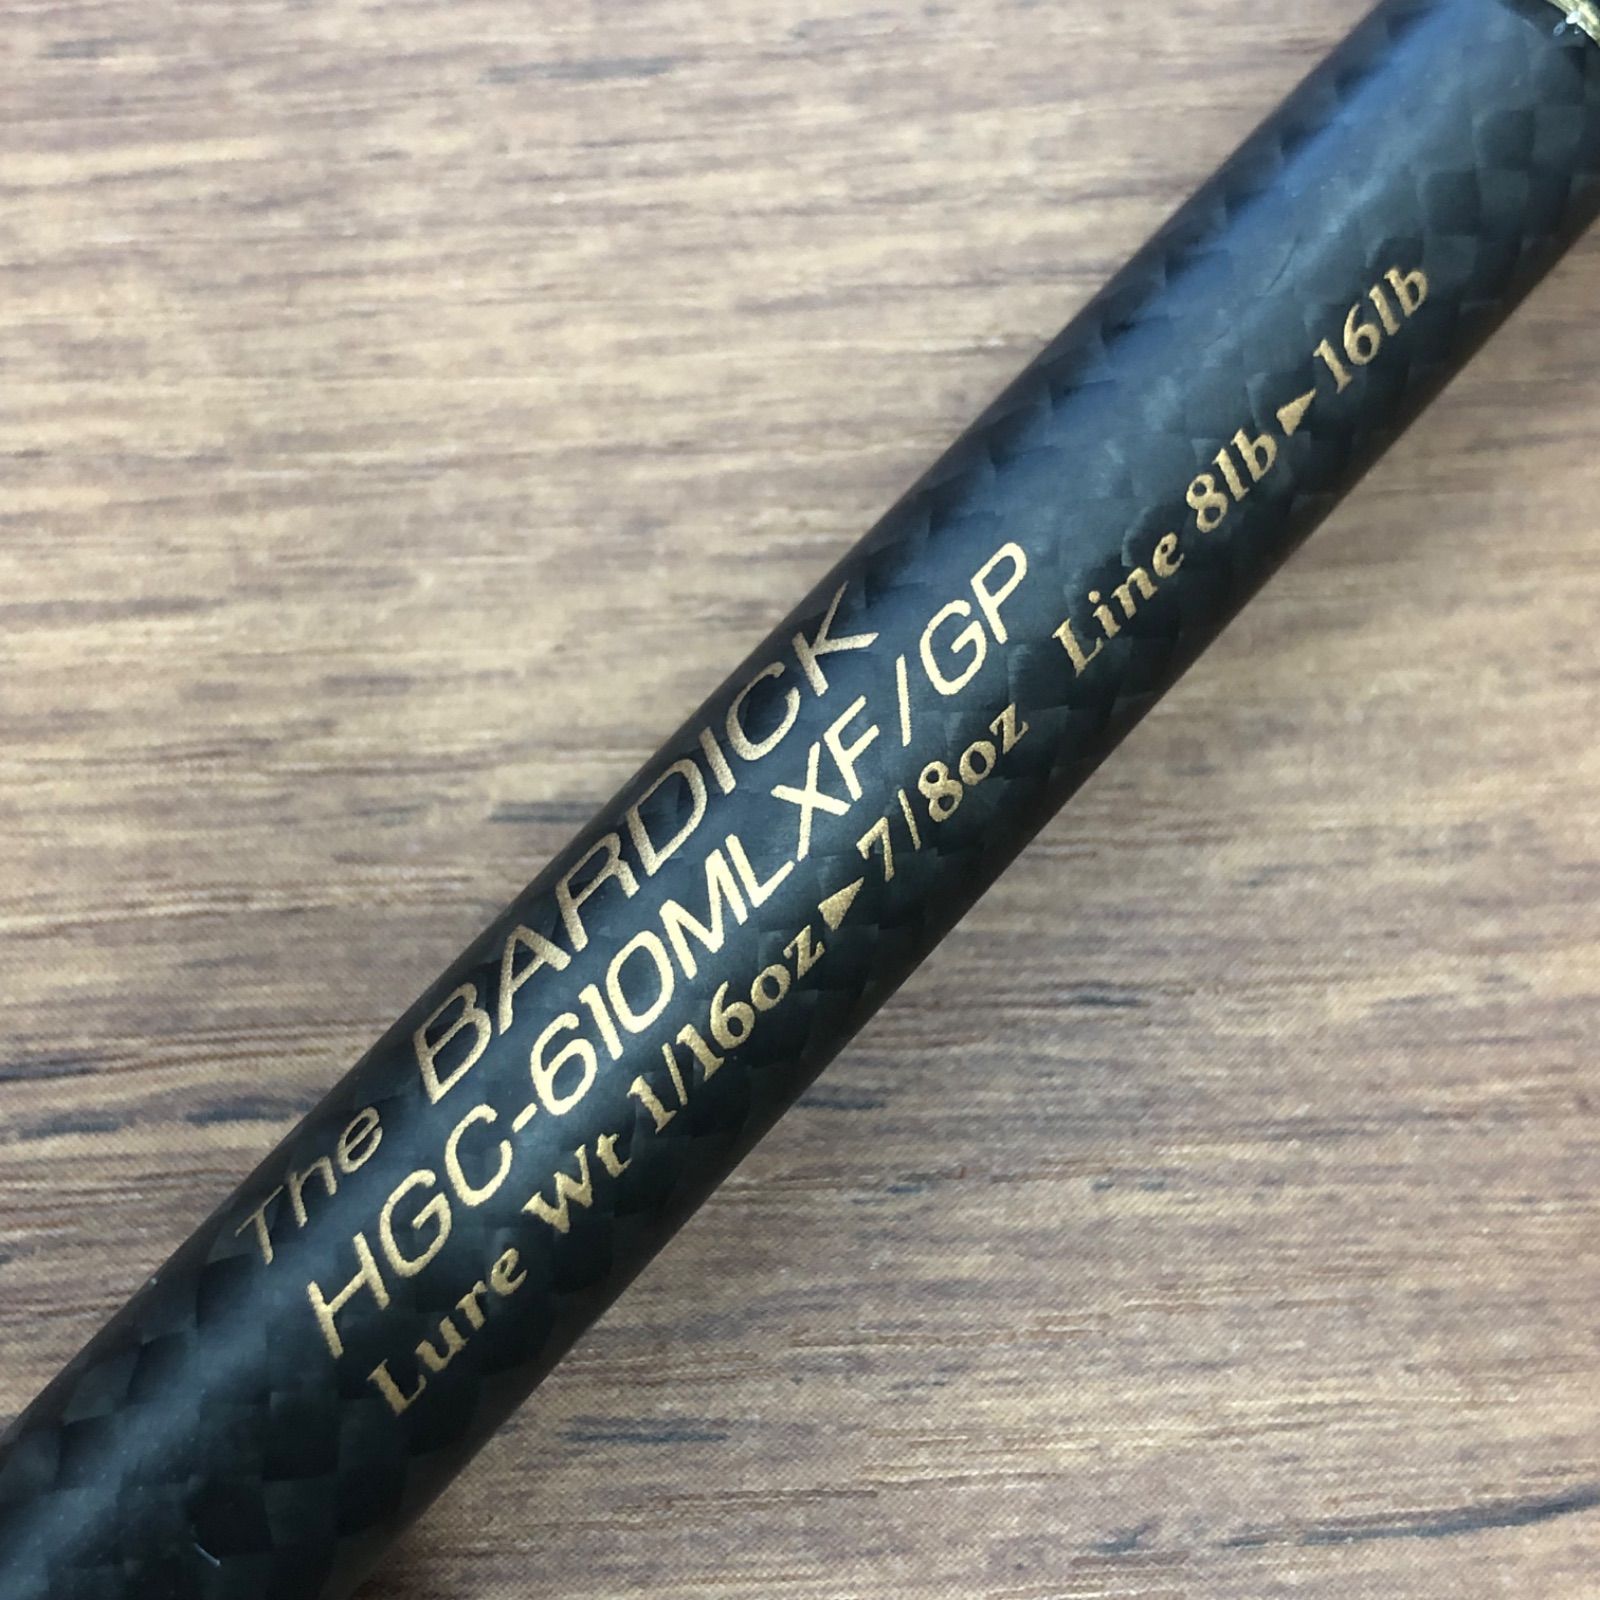 The BARDICK
HGC-610MLXF/GP
Lure Wt 1/16oz▶7/8oz Line 8lb▶16lb